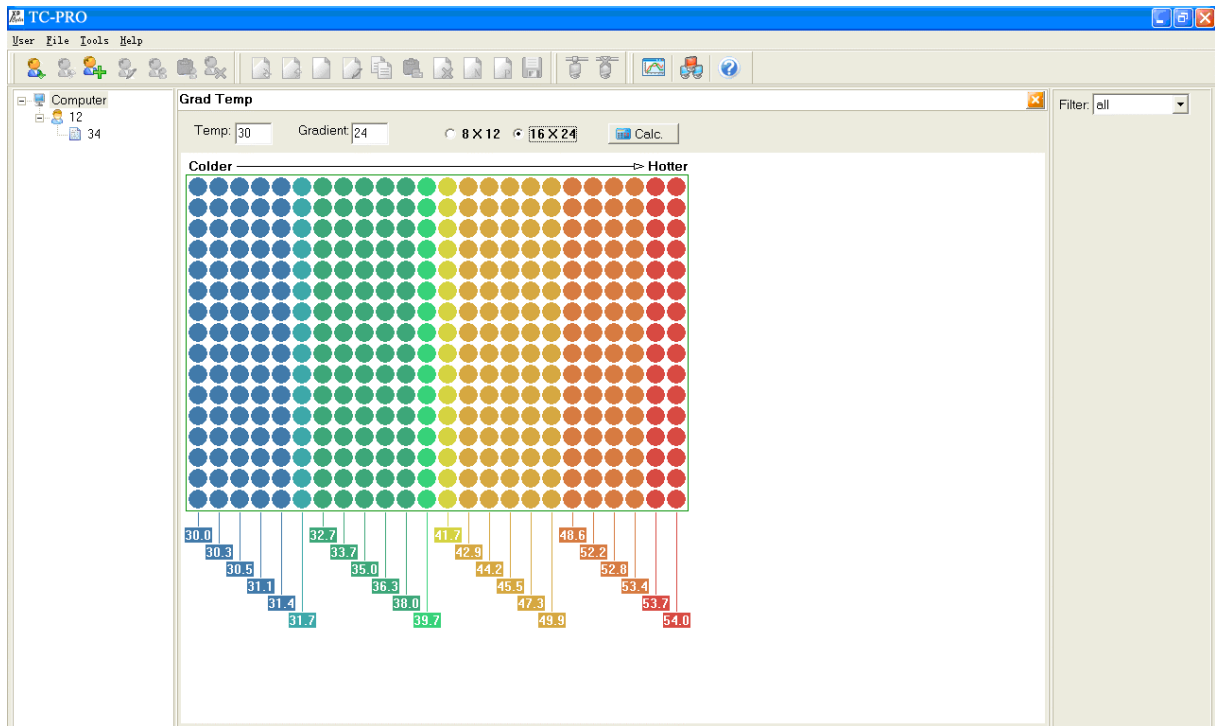 TC-PRO
User File Tools Help
Computer
12
34
Grad Temp
Filter: all
Temp: 30 Gradient: 24 8 X 12 16 X 24 Calc.
Colder Hotter
30.0 32.7 41.7 48.6
30.3 33.7 42.9 52.2
30.5 35.0 44.2 52.8
31.1 36.3 45.5 53.4
31.4 38.0 47.3 53.7
31.7 39.7 49.9 54.0